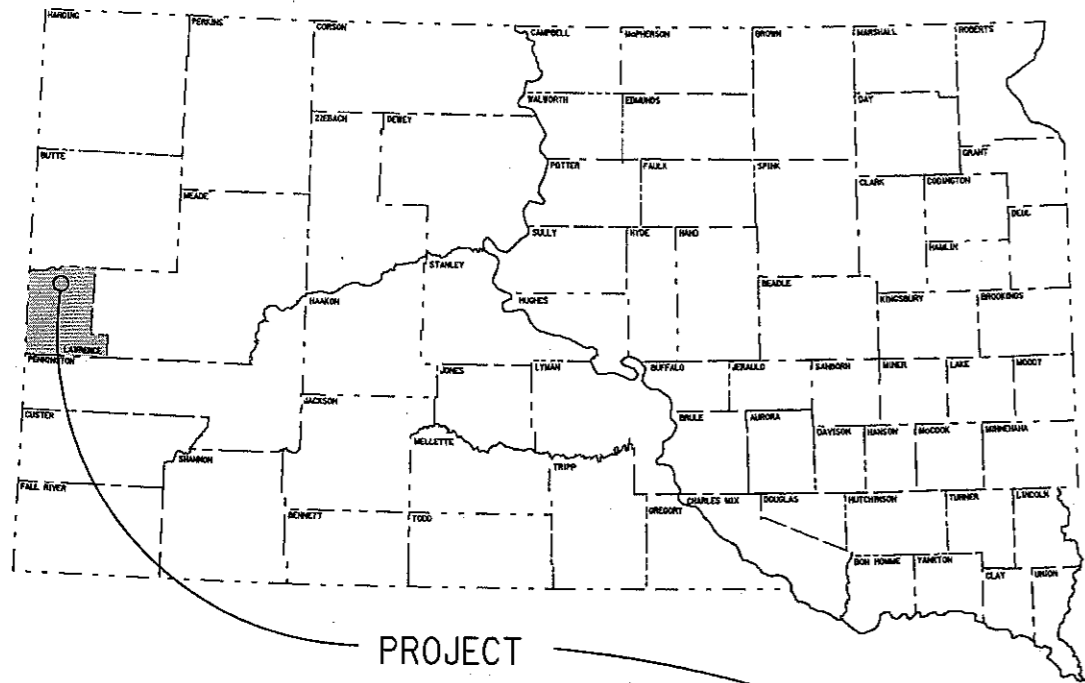 HARDING
PERKINS
CORSON
CAMPBELL
McPHERSON
BROWN
MARSHALL
ROBERTS
WALWORTH
EDMUNDS
DAY
ZIEBACH
DEWEY
GRANT
BUTTE
POTTER
FAULK
SPINK
CLARK
CODINGTON
MEADE
DEUL
SULLY
HYDE
HAND
HAMLIN
STANLEY
BEADLE
HAAKON
HUGHES
KINGSBURY
BROOKINGS
LAWRENCE
PENNINGTON
JONES
LYMAN
BUFFALO
JERAULD
SANBORN
MINER
LAKE
MOODY
JACKSON
CUSTER
BRULE
AURORA
DAVISON
HANSON
McCOOK
MINNEHAHA
MELLETTE
SHANNON
TRIPP
FALL RIVER
CHARLES MIX
DOUGLAS
HUTCHINSON
TURNER
LINCOLN
GREGORY
BENNETT
TODD
BON HOMME
YANKTON
CLAY
UNION
PROJECT